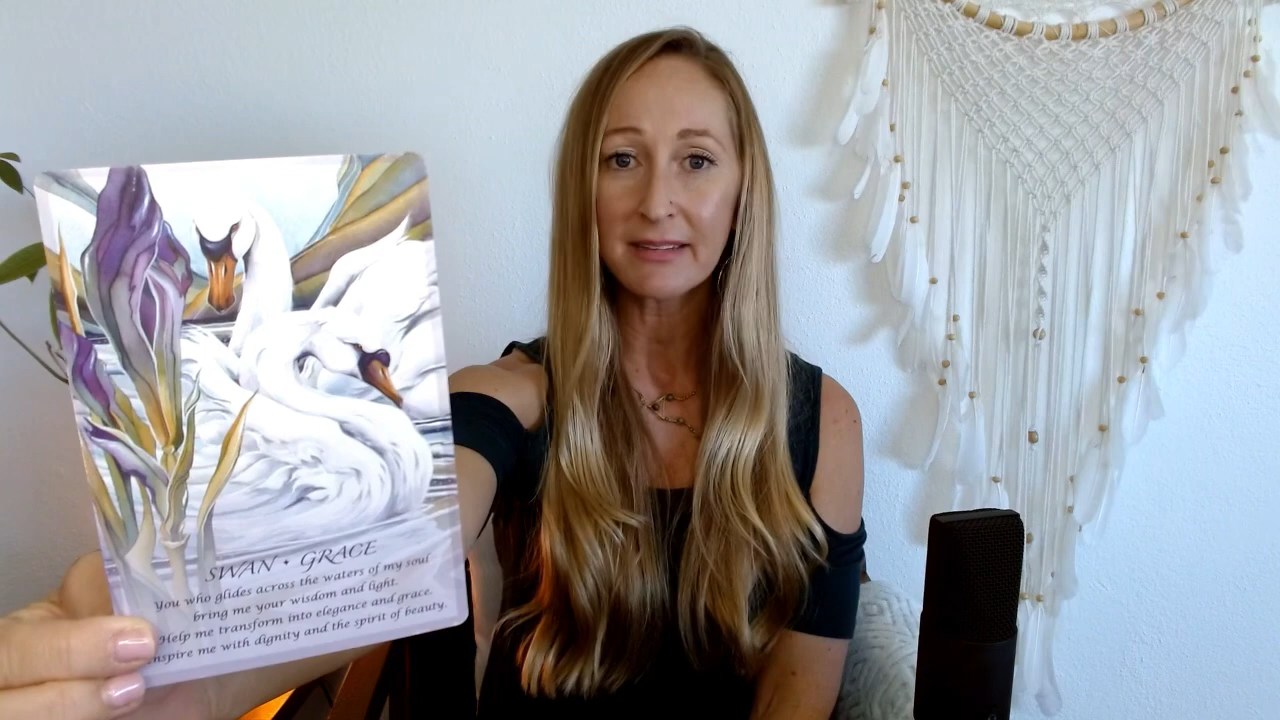 SWAN • GRACE
You who glides across the waters of my soul
bring me your wisdom and light.
Help me transform into elegance and grace.
Inspire me with dignity and the spirit of beauty.